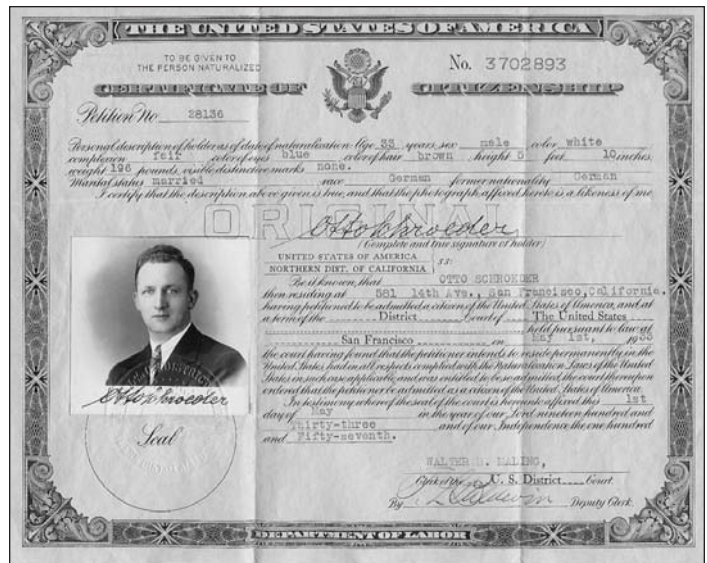 THE UNITED STATES OF AMERICA
TO BE GIVEN TO
THE PERSON NATURALIZED
No. 3702893
CERTIFICATE OF CITIZENSHIP
Petition No 28136
Personal description of holder as of date of naturalization: Age 33 years, sex male color white
complexion fair color of eyes blue color of hair brown height 5 feet 10 inches,
weight 196 pounds, visible distinctive marks none.
Marital status married race German former nationality German
I certify that the description above given is true, and that the photograph affixed hereto is a likeness of me.
ORIGINAL
Otto Schroeder
(Complete and true signature of holder)
UNITED STATES OF AMERICA
NORTHERN DIST. OF CALIFORNIA
ss:
Be it known, that OTTO SCHROEDER
then residing at 581 14th Ave., San Francisco, California.
having petitioned to be admitted a citizen of the United States of America, and at
a term of the District Court of The United States
held pursuant to law at
San Francisco on May 1st, 1933
the court having found that the petitioner intends to reside permanently in the
United States, had in all respects complied with the Naturalization Laws of the United
States in such case applicable, and was entitled to be so admitted, the court thereupon
ordered that the petitioner be admitted as a citizen of the United States of America.
In testimony whereof the seal of the court is hereunto affixed this 1st
day of May in the year of our Lord nineteen hundred and
Thirty-three and of our Independence the one hundred
and Fifty-seventh.
Otto Schroeder
Seal
WALTER B. MALING,
Clerk of the U. S. District Court.
By Deputy Clerk.
DEPARTMENT OF LABOR